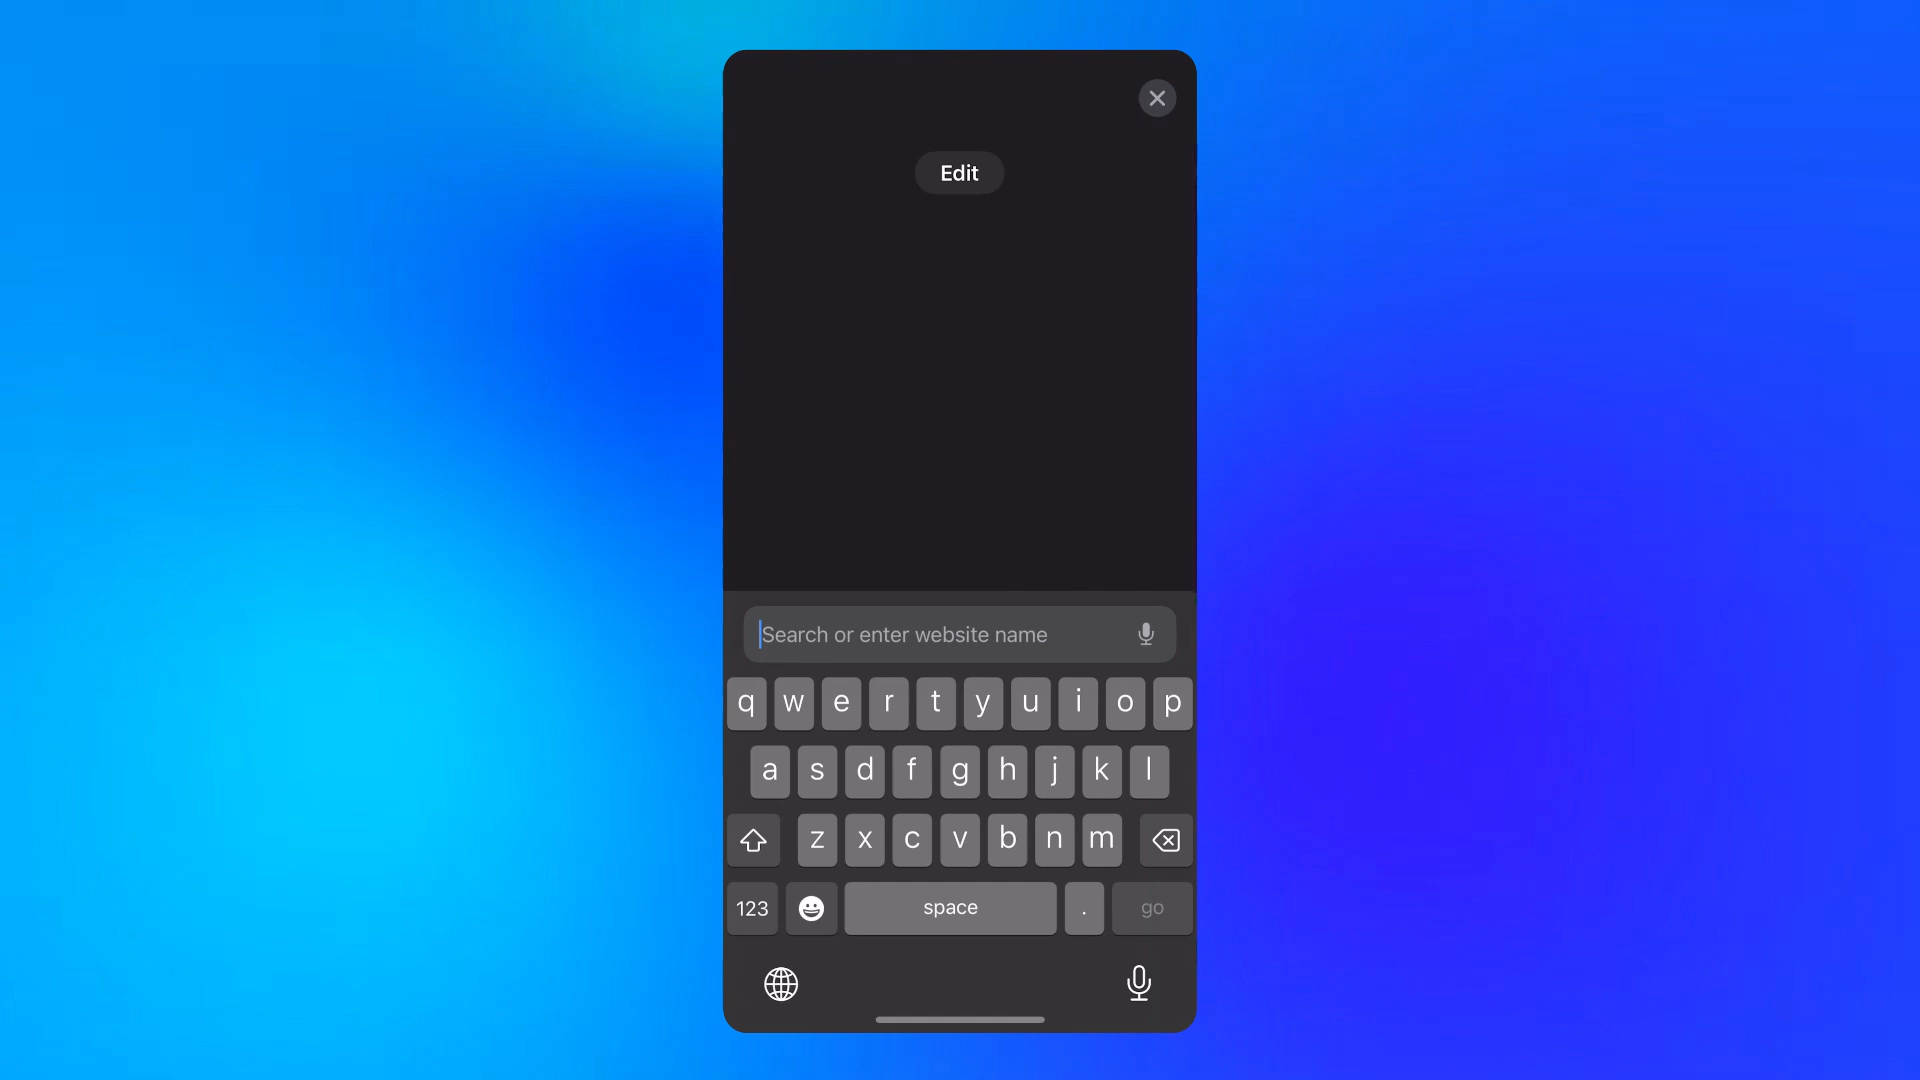 Edit
Search or enter website name
q w e r t y u i o p
a s d f g h j k l
z x c v b n m
123 space . go